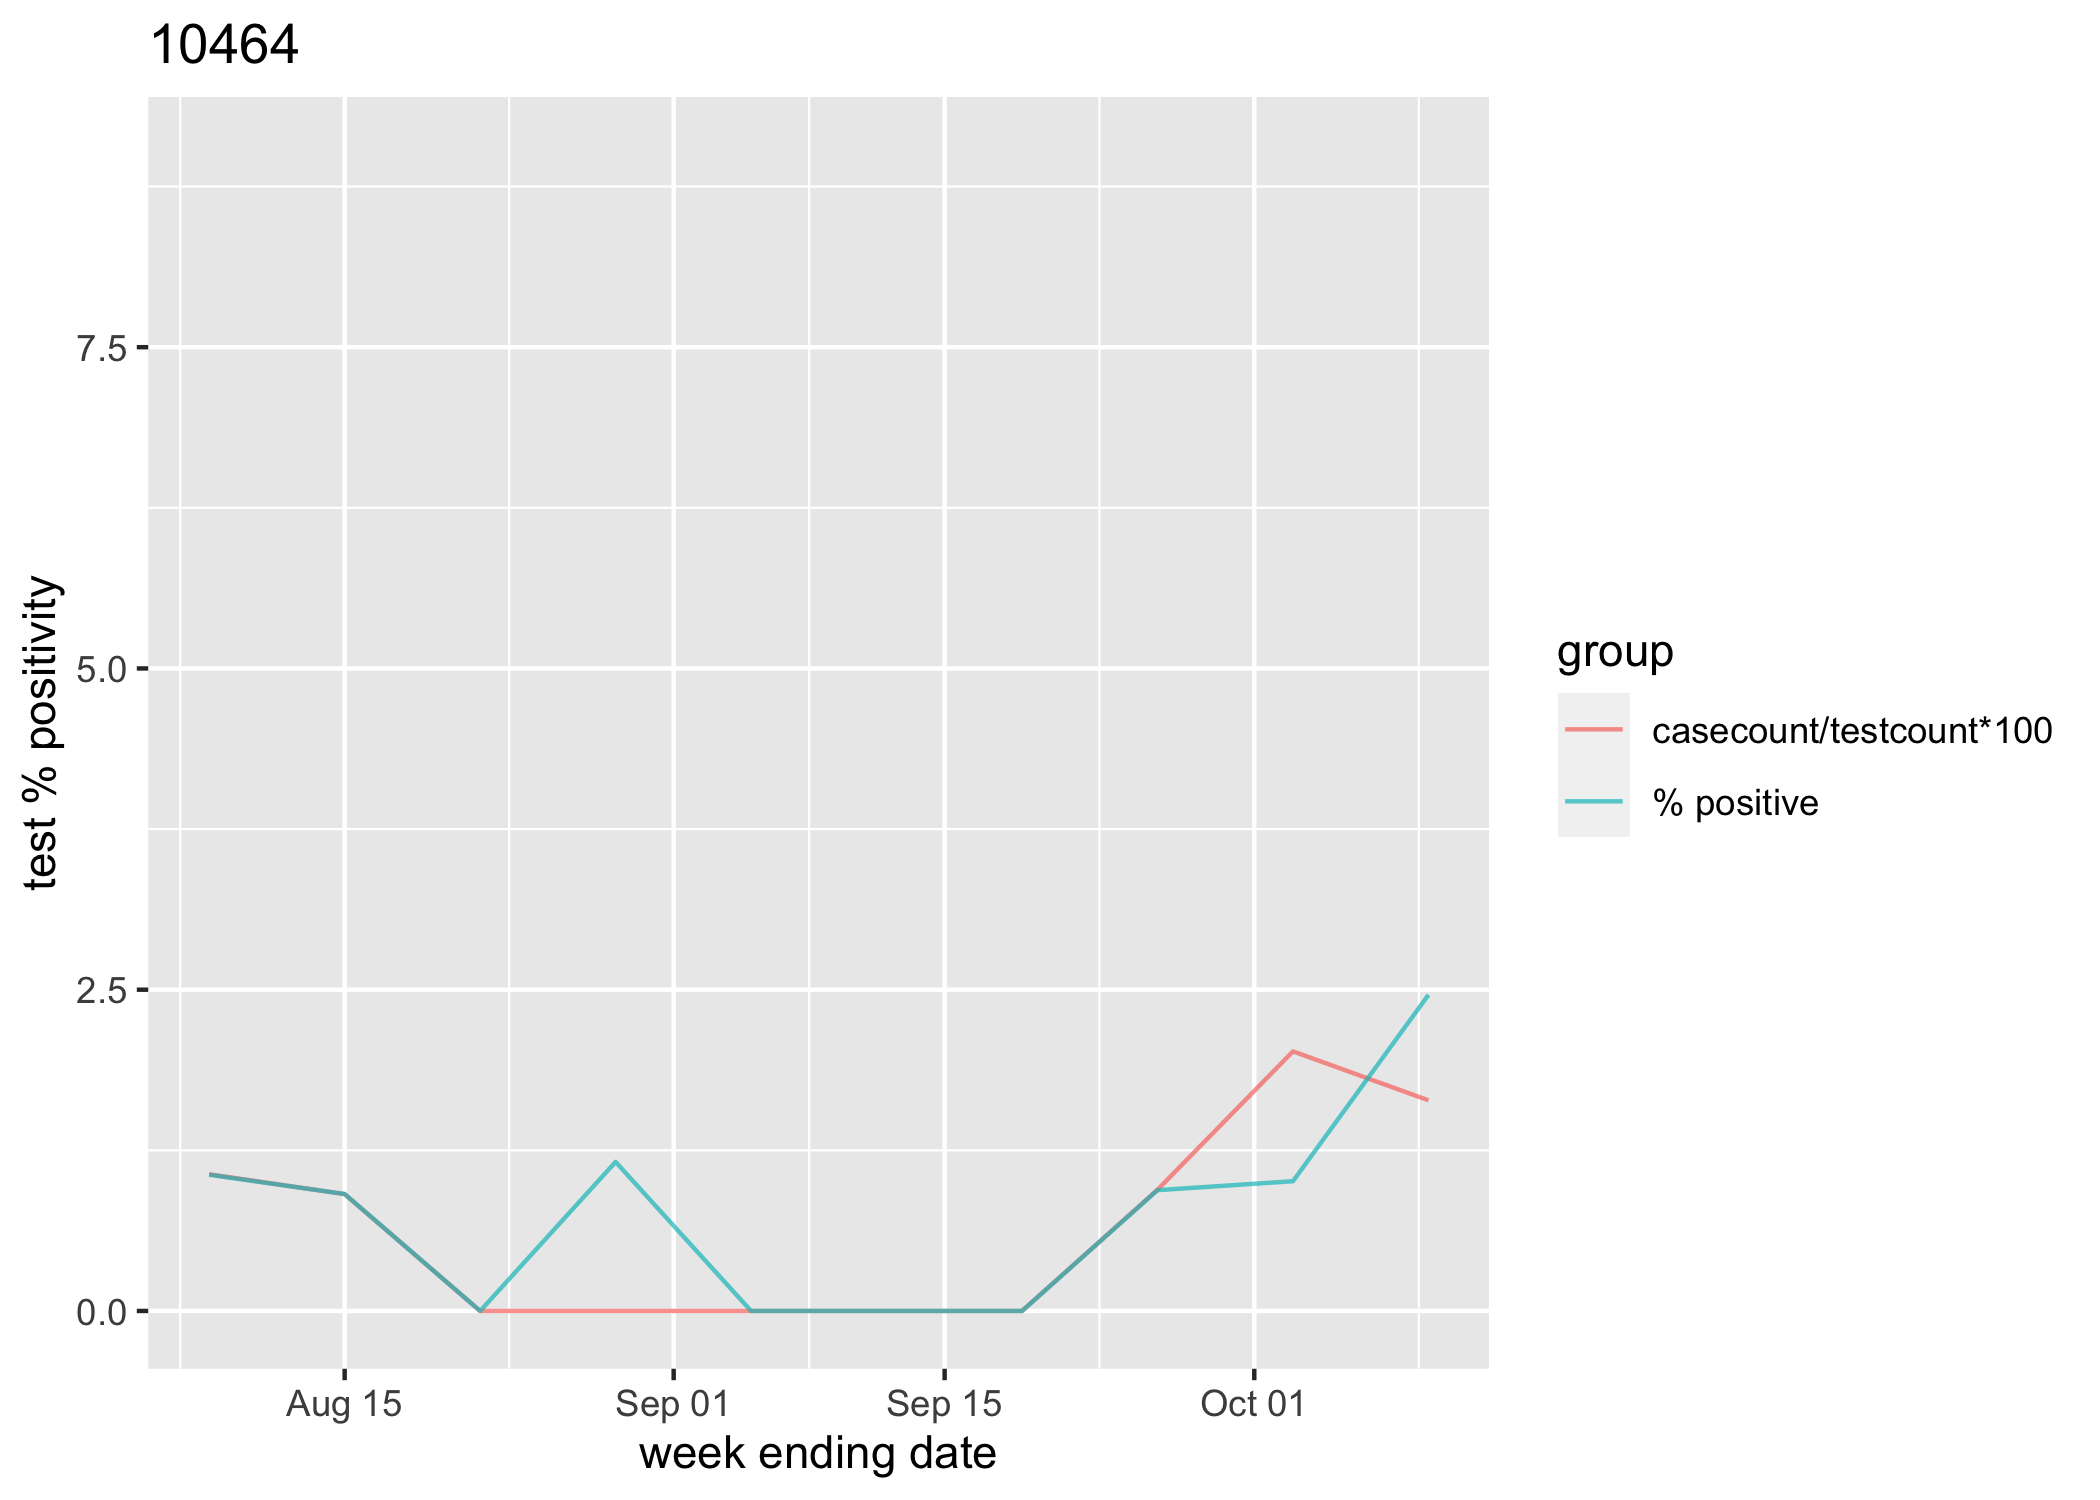 10464
test % positivity
7.5
5.0
2.5
0.0
Aug 15
Sep 01
Sep 15
Oct 01
week ending date
group
casecount/testcount*100
% positive